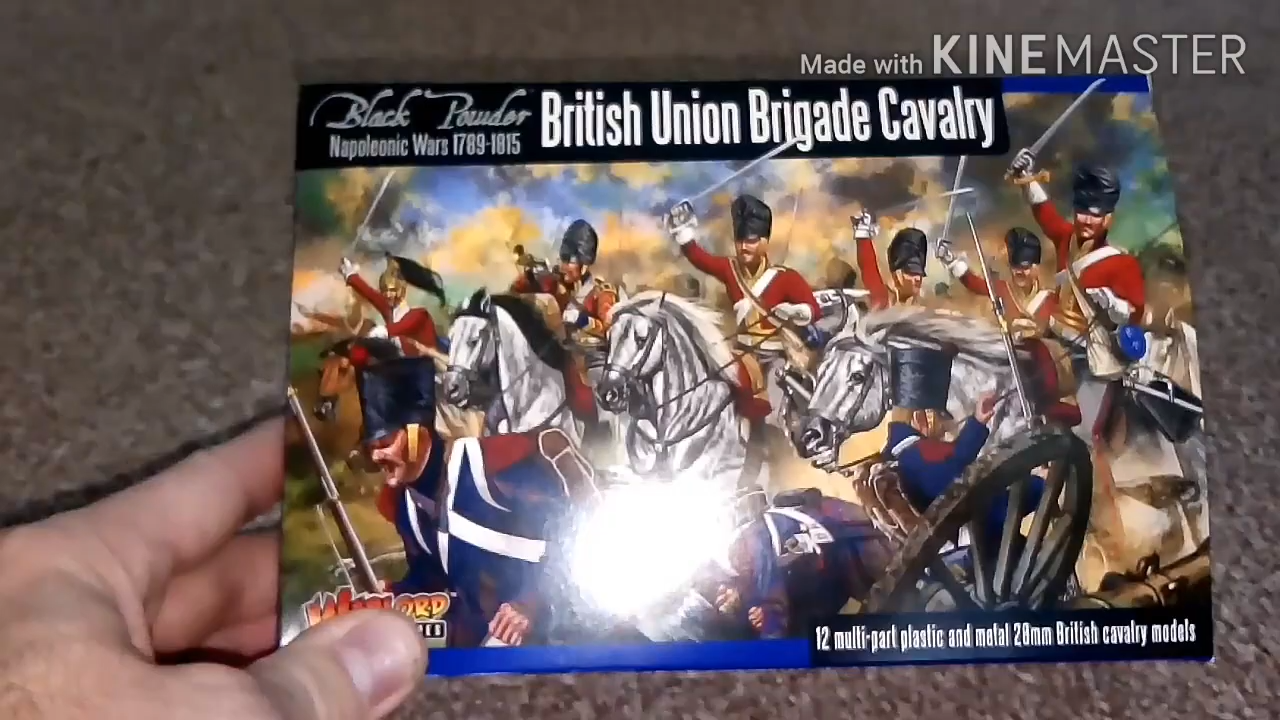 Made with KINEMASTER
Black Powder
Napoleonic Wars 1789-1815
British Union Brigade Cavalry
12 multi-part plastic and metal 28mm British cavalry models